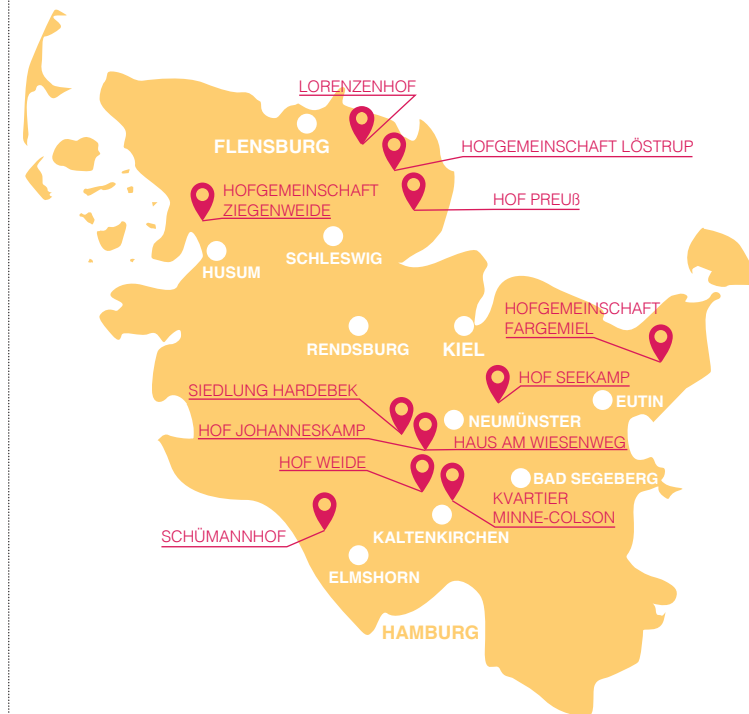 LORENZENHOF
FLENSBURG
HOFGEMEINSCHAFT LÖSTRUP
HOFGEMEINSCHAFT
ZIEGENWEIDE
HOF PREUß
SCHLESWIG
HUSUM
HOFGEMEINSCHAFT
FARGEMIEL
RENDSBURG
KIEL
HOF SEEKAMP
SIEDLUNG HARDEBEK
EUTIN
NEUMÜNSTER
HOF JOHANNESKAMP
HAUS AM WIESENWEG
HOF WEIDE
BAD SEGEBERG
KVARTIER
MINNE-COLSON
SCHÜMANNHOF
KALTENKIRCHEN
ELMSHORN
HAMBURG